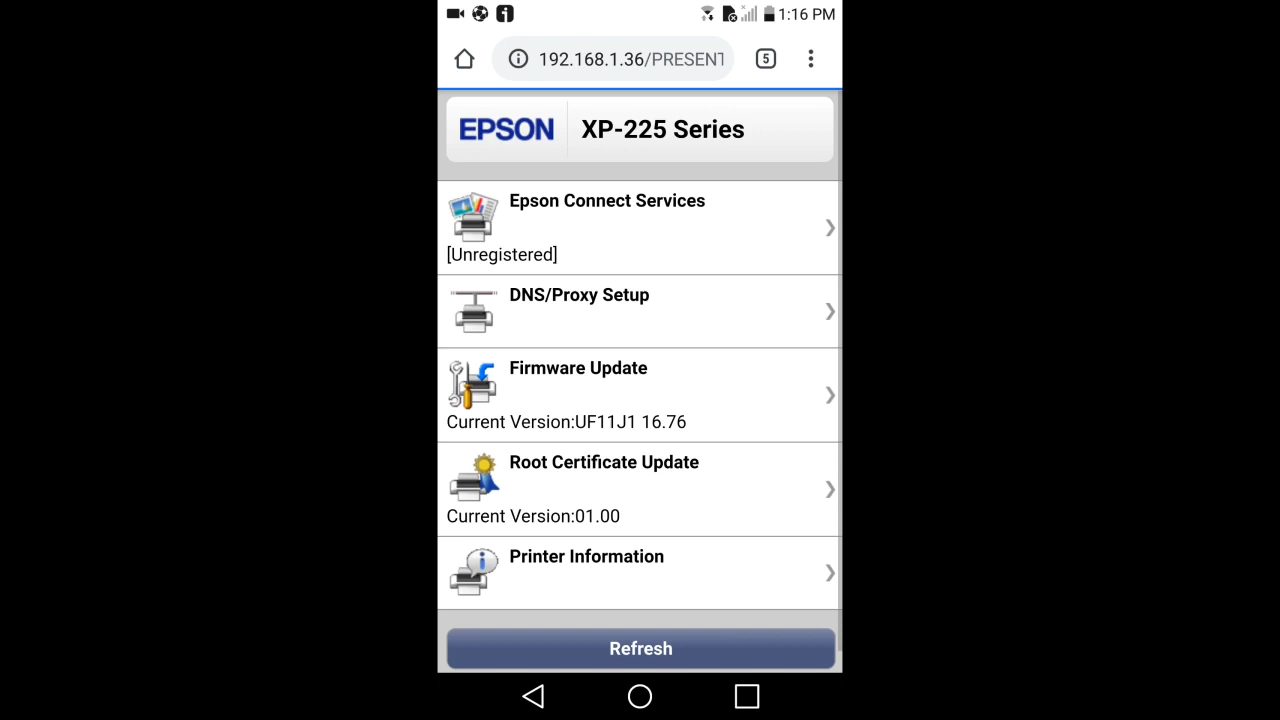 1:16 PM
192.168.1.36/PRESENT
5
EPSON XP-225 Series
Epson Connect Services
[Unregistered]
DNS/Proxy Setup
Firmware Update
Current Version:UF11J1 16.76
Root Certificate Update
Current Version:01.00
Printer Information
Refresh